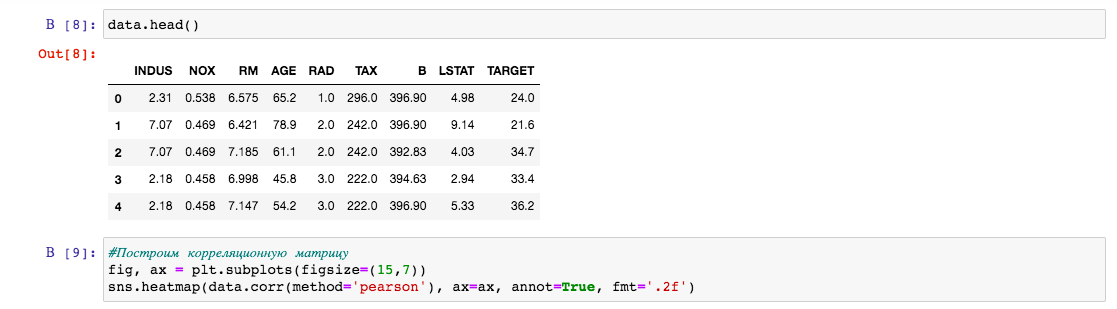 В [8]: data.head()
Out[8]:
INDUS NOX RM AGE RAD TAX B LSTAT TARGET
0 2.31 0.538 6.575 65.2 1.0 296.0 396.90 4.98 24.0
1 7.07 0.469 6.421 78.9 2.0 242.0 396.90 9.14 21.6
2 7.07 0.469 7.185 61.1 2.0 242.0 392.83 4.03 34.7
3 2.18 0.458 6.998 45.8 3.0 222.0 394.63 2.94 33.4
4 2.18 0.458 7.147 54.2 3.0 222.0 396.90 5.33 36.2
В [9]: #Построим корреляционную матрицу
fig, ax = plt.subplots(figsize=(15,7))
sns.heatmap(data.corr(method='pearson'), ax=ax, annot=True, fmt='.2f')